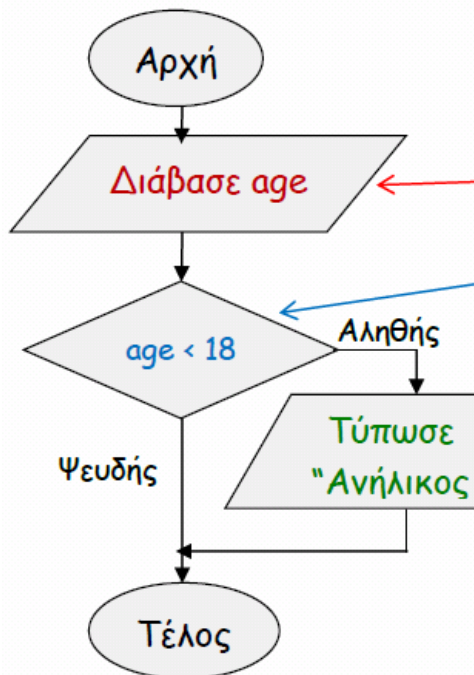 Αρχή
Διάβασε age
age < 18
Αληθής
Τύπωσε
"Ανήλικος
Ψευδής
Τέλος